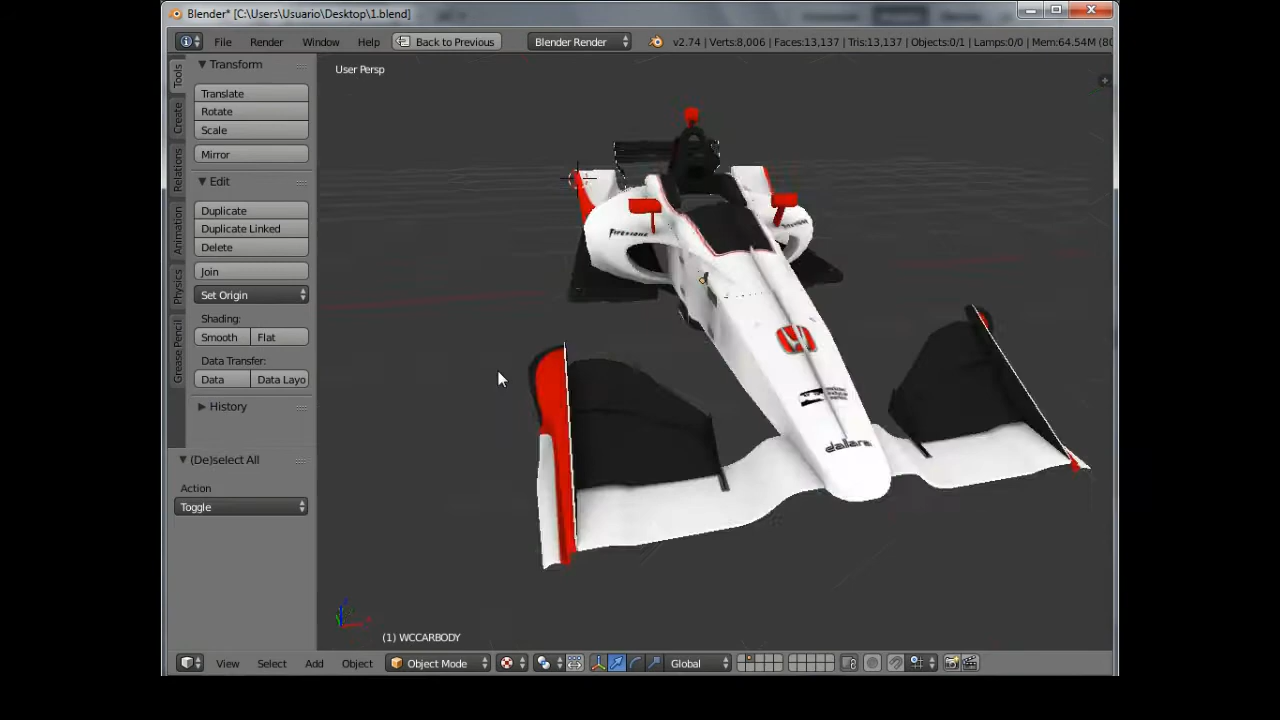 Blender* [C:\Users\Usuario\Desktop\1.blend]
File Render Window Help Back to Previous Blender Render v2.74 | Verts:8,006 | Faces:13,137 | Tris:13,137 | Objects:0/1 | Lamps:0/0 | Mem:64.54M
Tools
Create
Relations
Animation
Physics
Grease Pencil
Transform
Translate
Rotate
Scale
Mirror
Edit
Duplicate
Duplicate Linked
Delete
Join
Set Origin
Shading:
Smooth Flat
Data Transfer:
Data Data Layo
History
(De)select All
Action
Toggle
User Persp
Firestone
Firestone
dallara
(1) WCCARBODY
View Select Add Object Object Mode Global